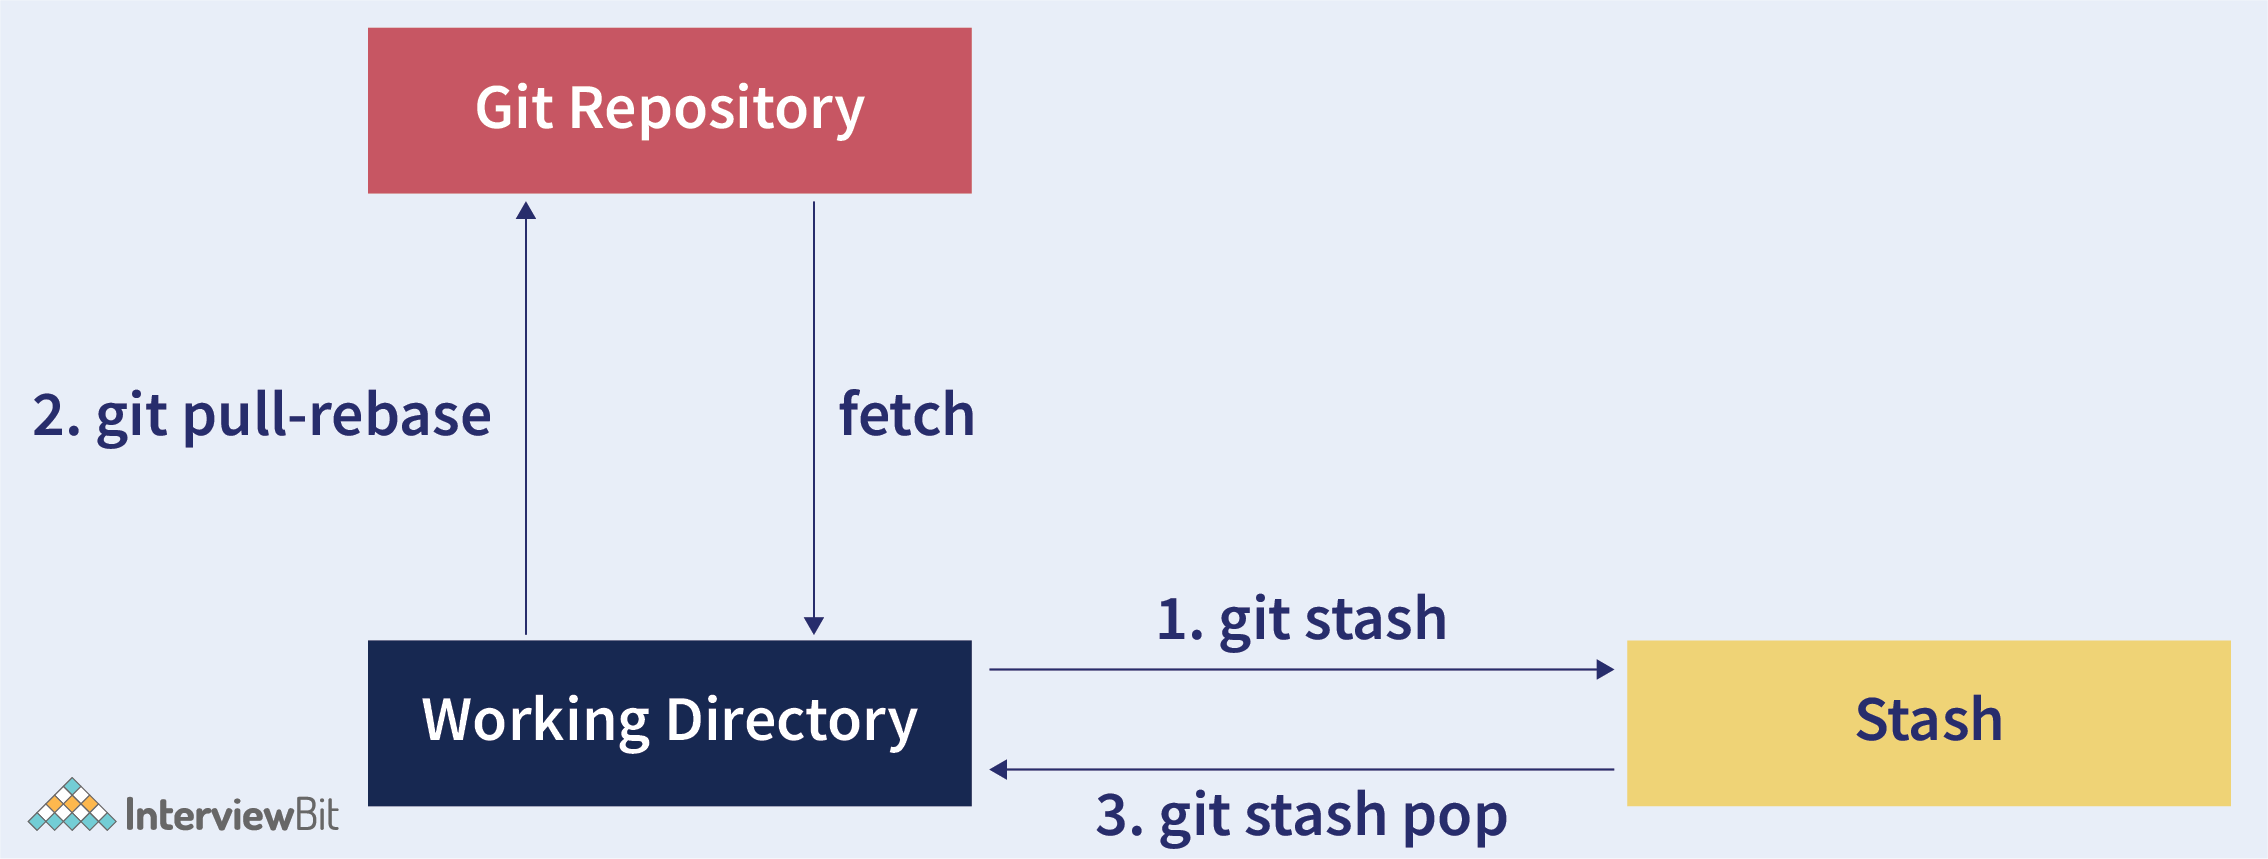 Git Repository
2. git pull-rebase
fetch
1. git stash
Working Directory
Stash
3. git stash pop
InterviewBit